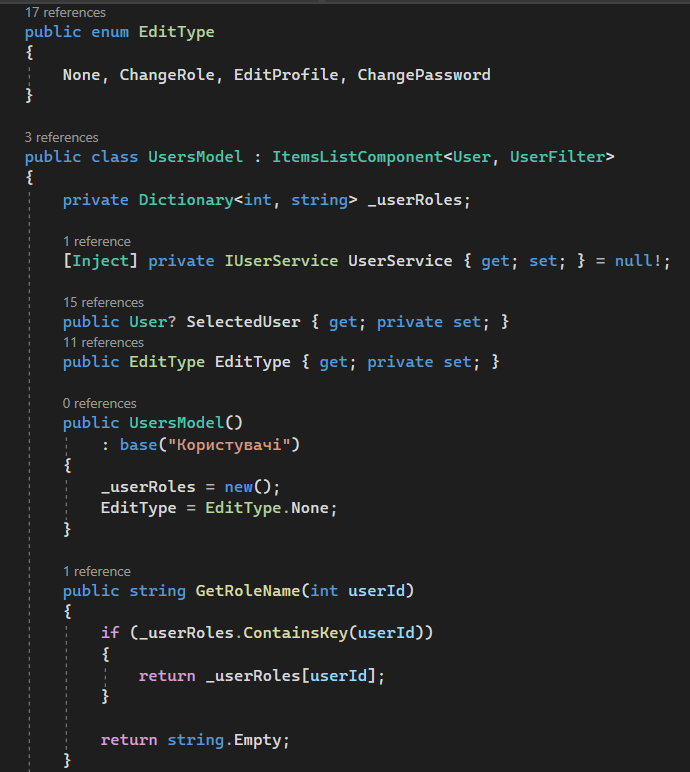 17 references
public enum EditType
{
None, ChangeRole, EditProfile, ChangePassword
}
3 references
public class UsersModel : ItemsListComponent<User, UserFilter>
{
private Dictionary<int, string> _userRoles;
1 reference
[Inject] private IUserService UserService { get; set; } = null!;
15 references
public User? SelectedUser { get; private set; }
11 references
public EditType EditType { get; private set; }
0 references
public UsersModel()
: base("Користувачі")
{
_userRoles = new();
EditType = EditType.None;
}
1 reference
public string GetRoleName(int userId)
{
if (_userRoles.ContainsKey(userId))
{
return _userRoles[userId];
}
return string.Empty;
}